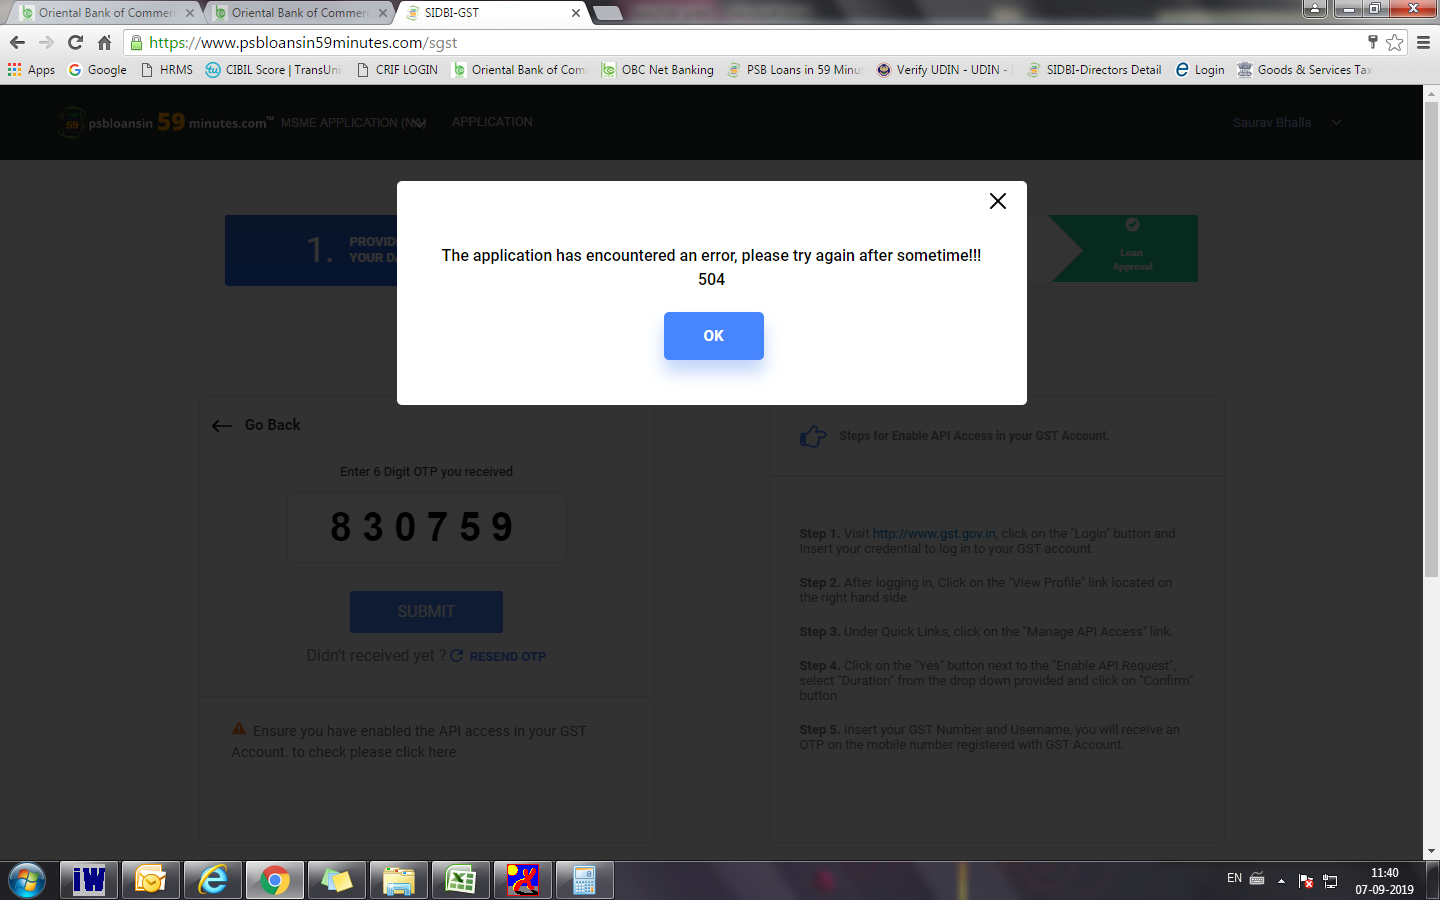 Oriental Bank of Commerc
Oriental Bank of Commerc
SIDBI-GST
https://www.psbloansin59minutes.com/sgst
Apps
Google
HRMS
CIBIL Score | TransUni
CRIF LOGIN
Oriental Bank of Com
OBC Net Banking
PSB Loans in 59 Minu
Verify UDIN - UDIN -
SIDBI-Directors Detail
Login
Goods & Services Tax
psbloansin 59 minutes.com™
MSME APPLICATION
APPLICATION
Saurav Bhalla
1.
PROVID
YOUR DA
Loan
Approval
The application has encountered an error, please try again after sometime!!!
504
OK
Go Back
Enter 6 Digit OTP you received
830759
SUBMIT
Didn't received yet ? RESEND OTP
Ensure you have enabled the API access in your GST
Account. to check please click here
Steps for Enable API Access in your GST Account.
Step 1. Visit http://www.gst.gov.in, click on the "Login" button and
Insert your credential to log in to your GST account.
Step 2. After logging in, Click on the "View Profile" link located on
the right hand side.
Step 3. Under Quick Links, click on the "Manage API Access" link.
Step 4. Click on the "Yes" button next to the "Enable API Request",
select "Duration" from the drop down provided and click on "Confirm"
button
Step 5. Insert your GST Number and Username, you will receive an
OTP on the mobile number registered with GST Account.
iW
EN
11:40
07-09-2019